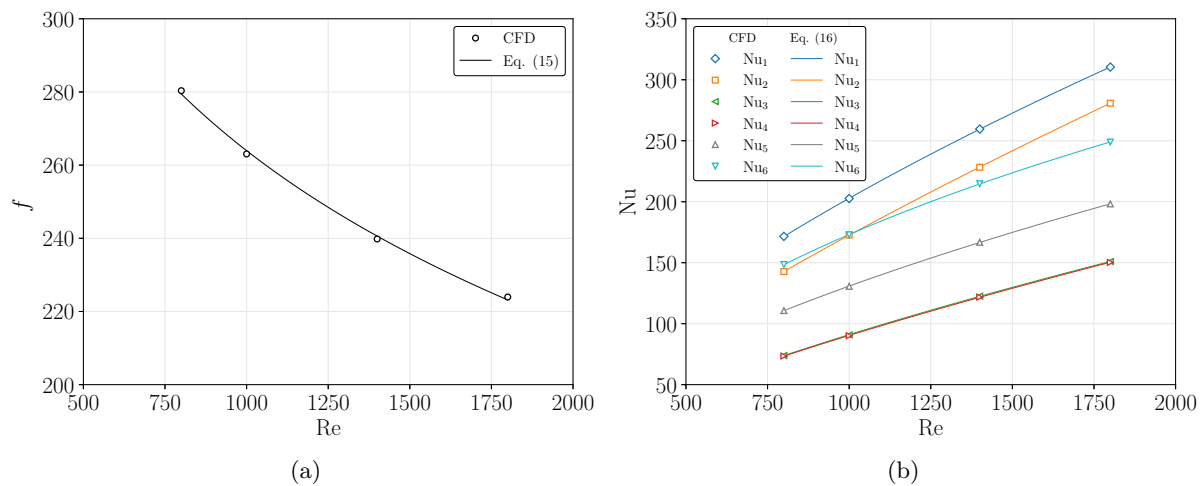 300
280
260
240
220
200
f
500 750 1000 1250 1500 1750 2000
Re
CFD
Eq. (15)
(a)
350
300
250
200
150
100
50
Nu
500 750 1000 1250 1500 1750 2000
Re
CFD Eq. (16)
Nu₁ Nu₁
Nu₂ Nu₂
Nu₃ Nu₃
Nu₄ Nu₄
Nu₅ Nu₅
Nu₆ Nu₆
(b)